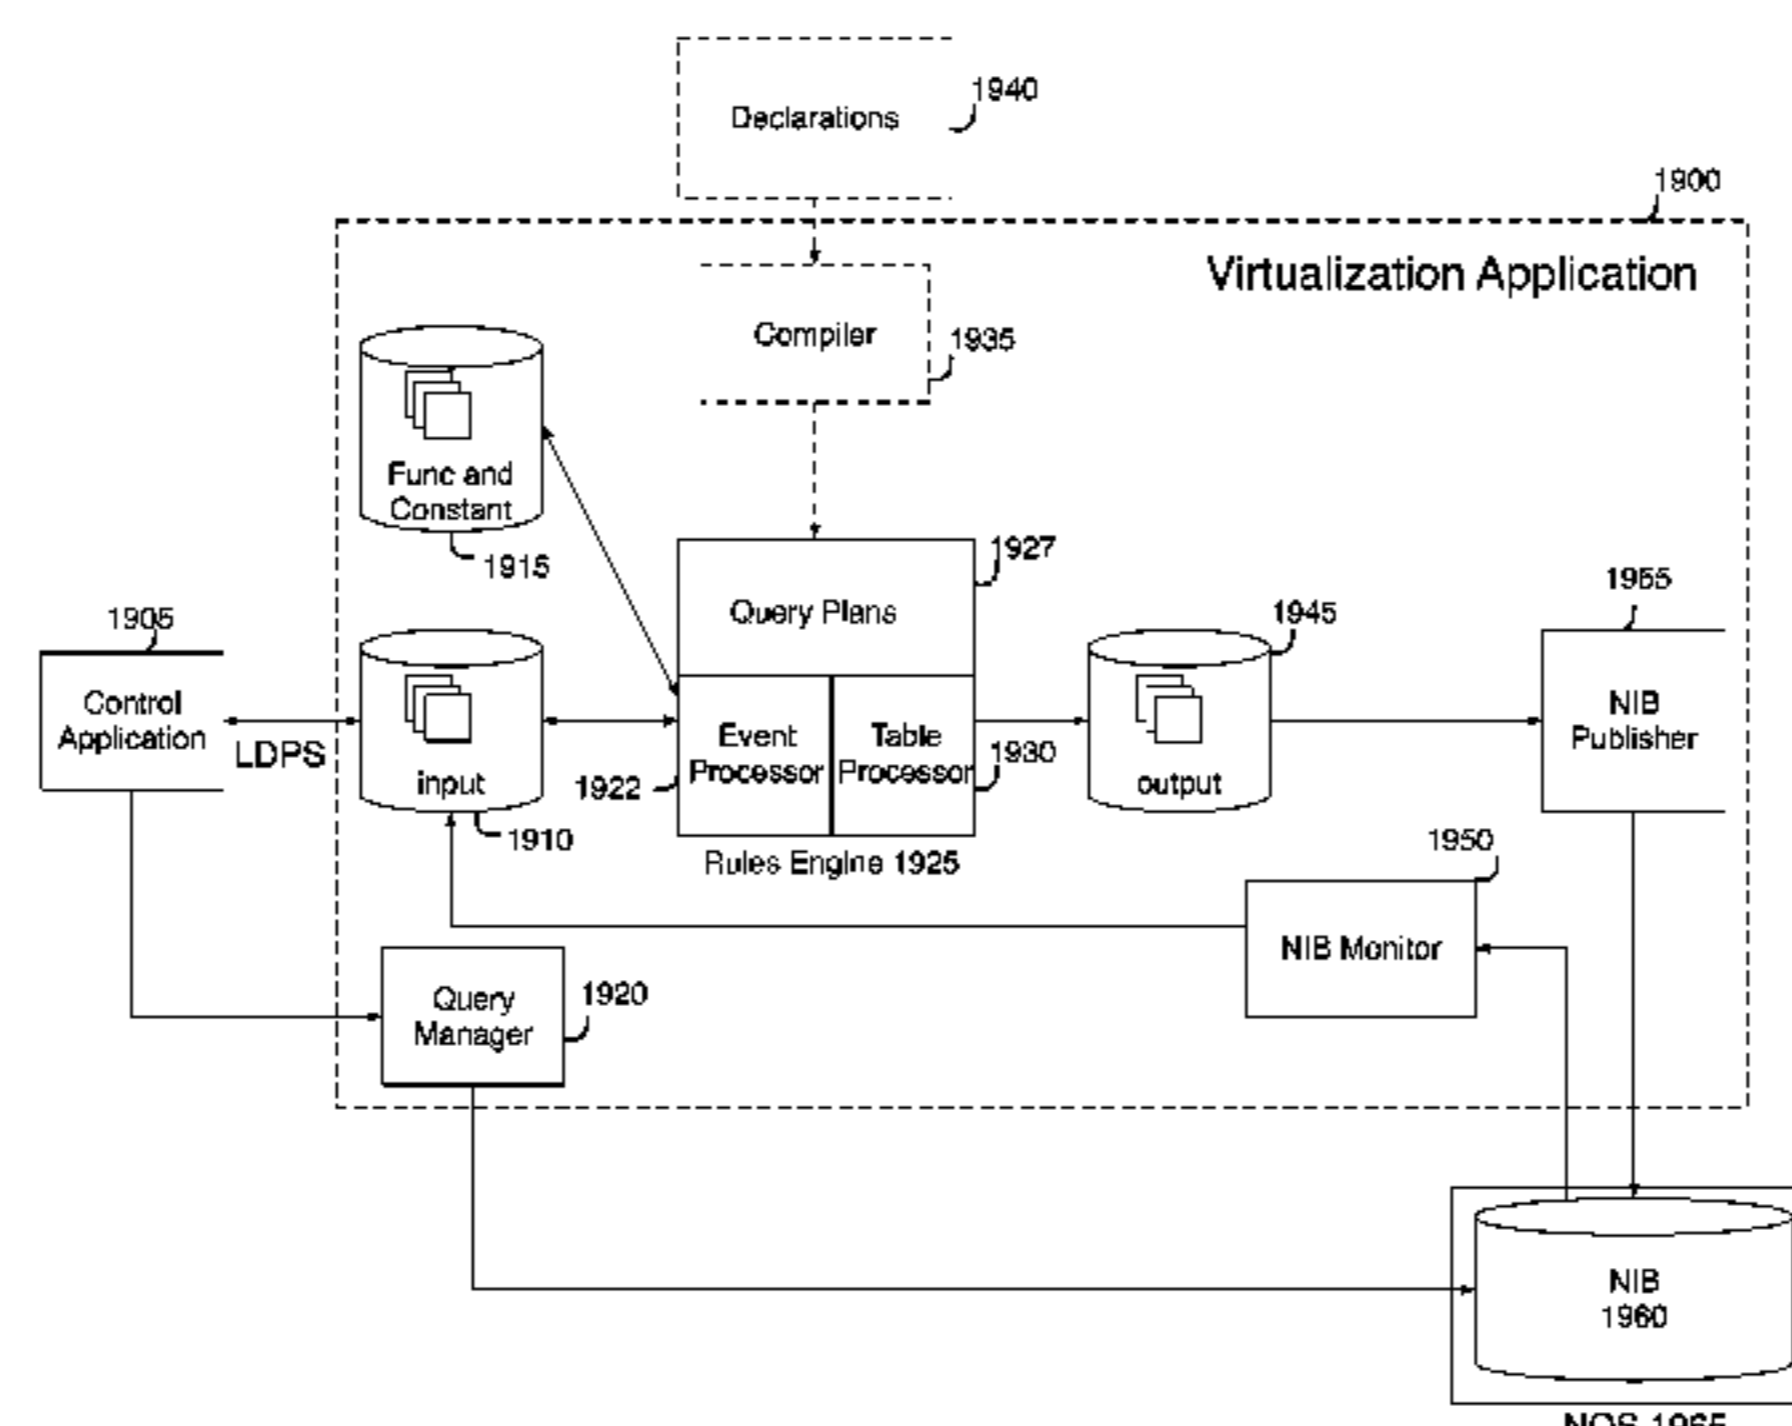 1940
Declarations
1900
Virtualization Application
Compiler
1935
Func and
Constant
1915
1927
Query Plans
1955
1905
1945
Control
Application
LDPS
input
1910
Event
Processor
Table
Processor
1922
1930
output
NIB
Publisher
Rules Engine 1925
1950
NIB Monitor
Query
Manager
1920
NIB
1960
NOS 1965